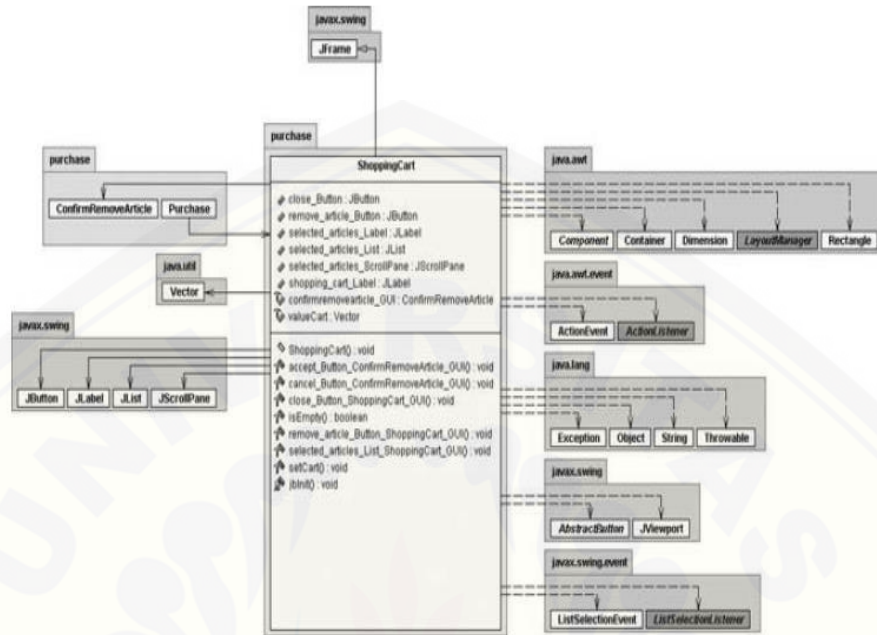 javax.swing
JFrame
purchase
ShoppingCart
close_Button : JButton
remove_article_Button : JButton
selected_articles_Label : JLabel
selected_articles_List : JList
selected_articles_ScrollPane : JScrollPane
shopping_cart_Label : JLabel
confirmremovearticle_GUI : ConfirmRemoveArticle
valueCart : Vector
ShoppingCart() : void
accept_Button_ConfirmRemoveArticle_GUI() : void
cancel_Button_ConfirmRemoveArticle_GUI() : void
close_Button_ShoppingCart_GUI() : void
isEmpty() : boolean
remove_article_Button_ShoppingCart_GUI() : void
selected_articles_List_ShoppingCart_GUI() : void
setCart() : void
jbInit() : void
purchase
ConfirmRemoveArticle Purchase
java.util
Vector
javax.swing
JButton JLabel JList JScrollPane
java.awt
Component Container Dimension LayoutManager Rectangle
java.awt.event
ActionEvent ActionListener
java.lang
Exception Object String Throwable
javax.swing
AbstractButton JViewport
javax.swing.event
ListSelectionEvent ListSelectionListener